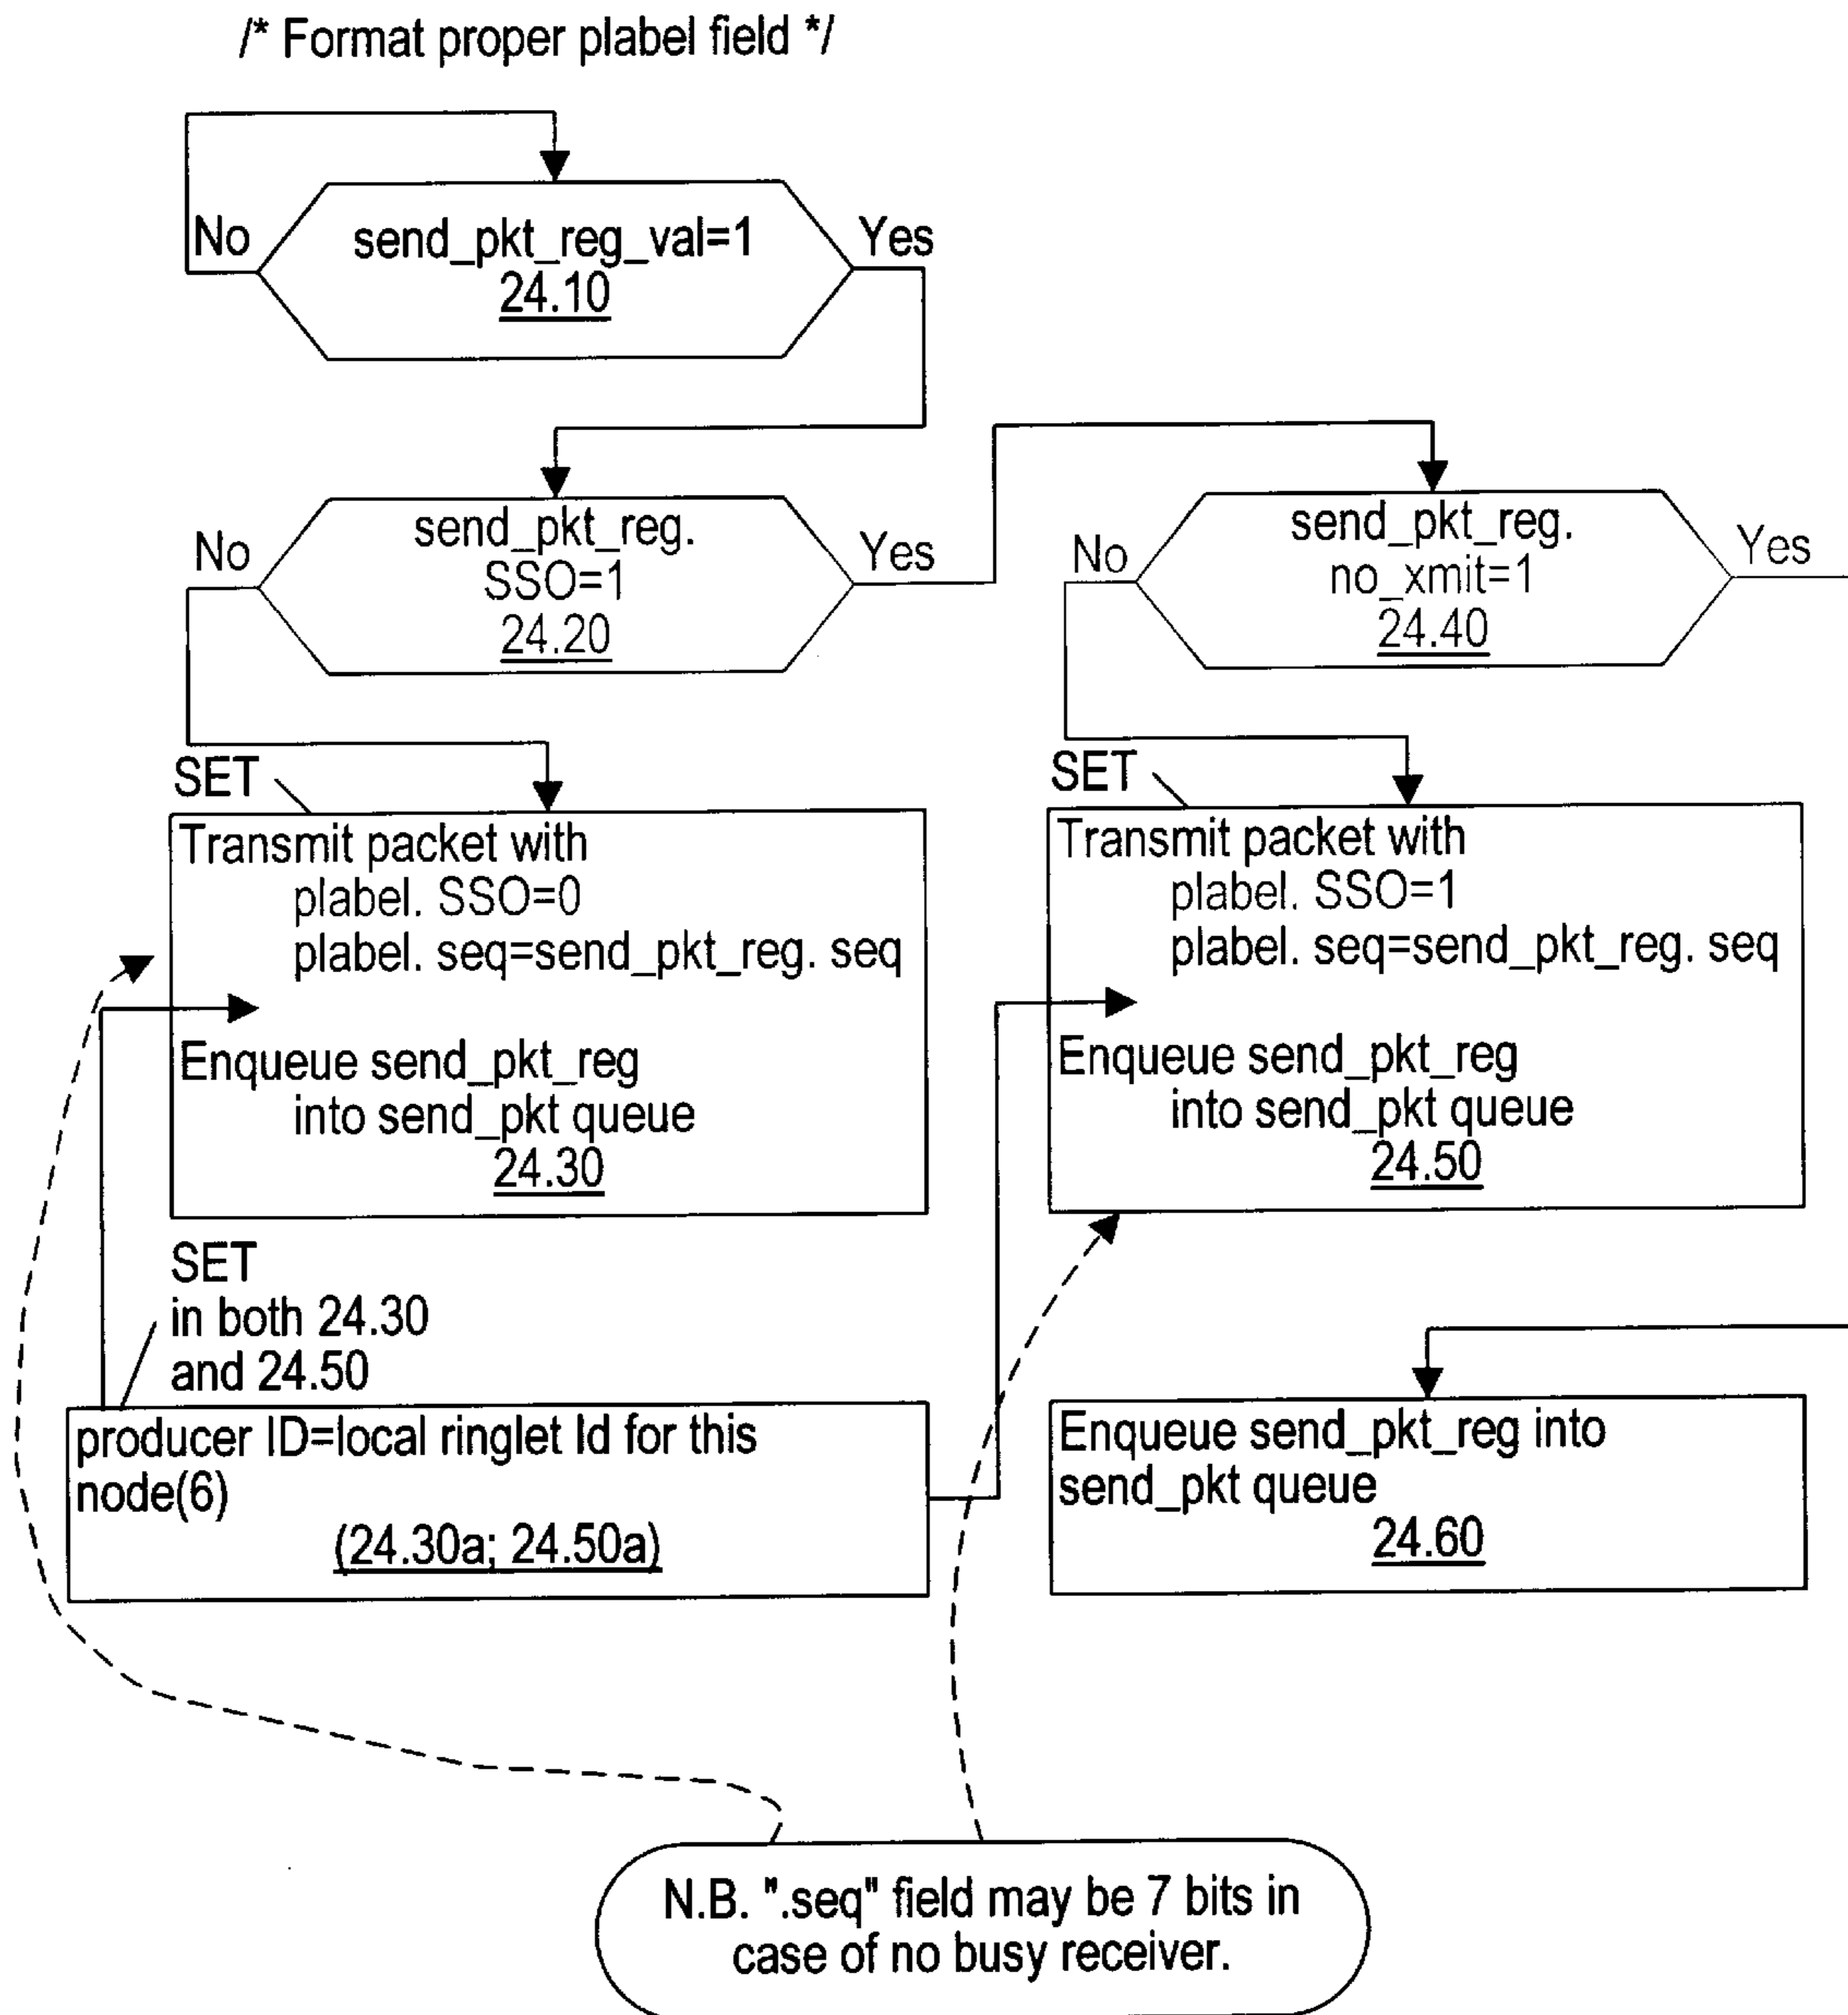 /* Format proper plabel field */
No
send_pkt_reg_val=1
Yes
24.10
No
send_pkt_reg.
SSO=1
24.20
Yes
No
send_pkt_reg.
no_xmit=1
24.40
Yes
SET
Transmit packet with
plabel. SSO=0
plabel. seq=send_pkt_reg. seq
Enqueue send_pkt_reg
into send_pkt queue
24.30
SET
Transmit packet with
plabel. SSO=1
plabel. seq=send_pkt_reg. seq
Enqueue send_pkt_reg
into send_pkt queue
24.50
SET
in both 24.30
and 24.50
producer ID=local ringlet Id for this
node(6)
(24.30a; 24.50a)
Enqueue send_pkt_reg into
send_pkt queue
24.60
N.B. ".seq" field may be 7 bits in
case of no busy receiver.